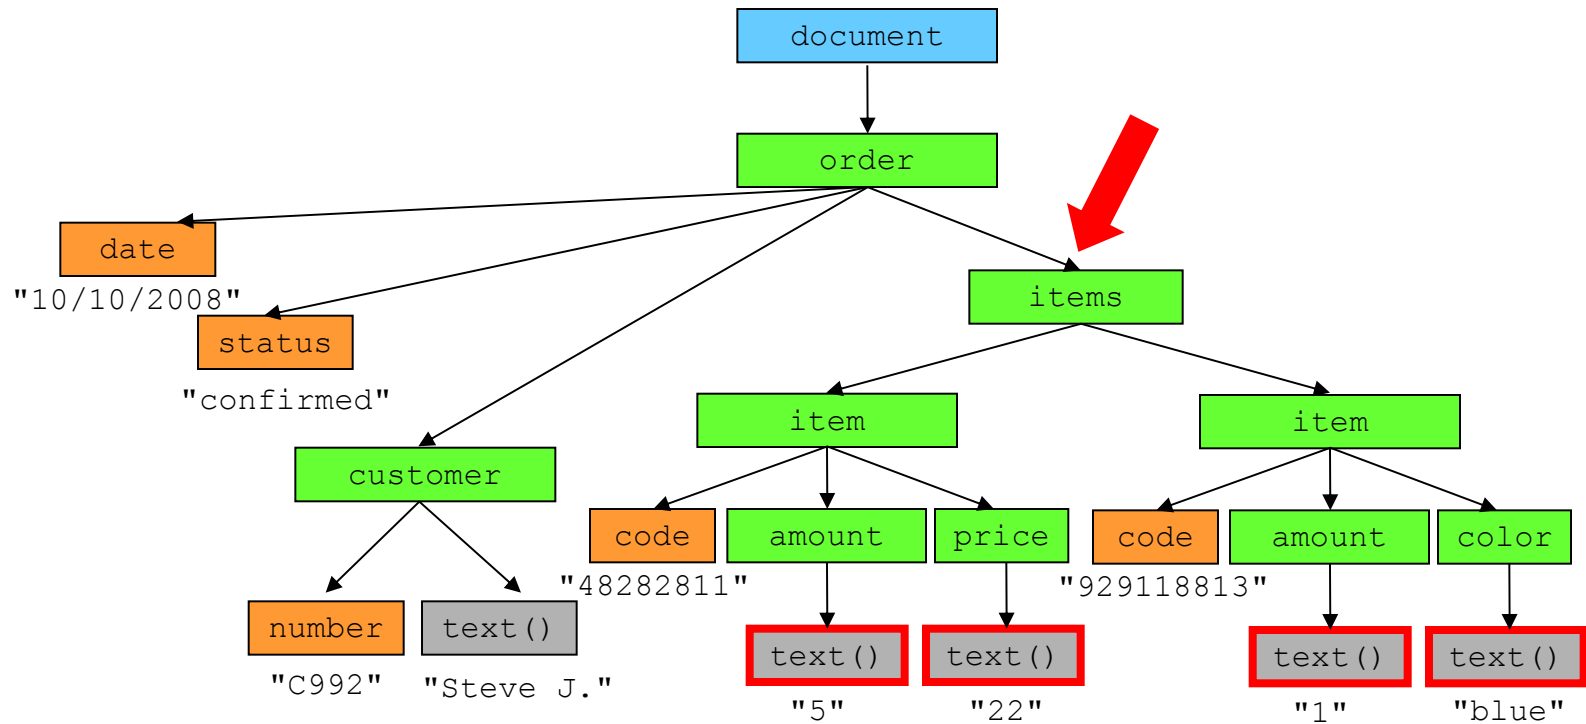 document
order
date
"10/10/2008"
items
status
"confirmed"
item
item
customer
code
amount
price
code
amount
color
"48282811"
"929118813"
number
text()
text()
text()
text()
text()
"C992"
"Steve J."
"5"
"22"
"1"
"blue"